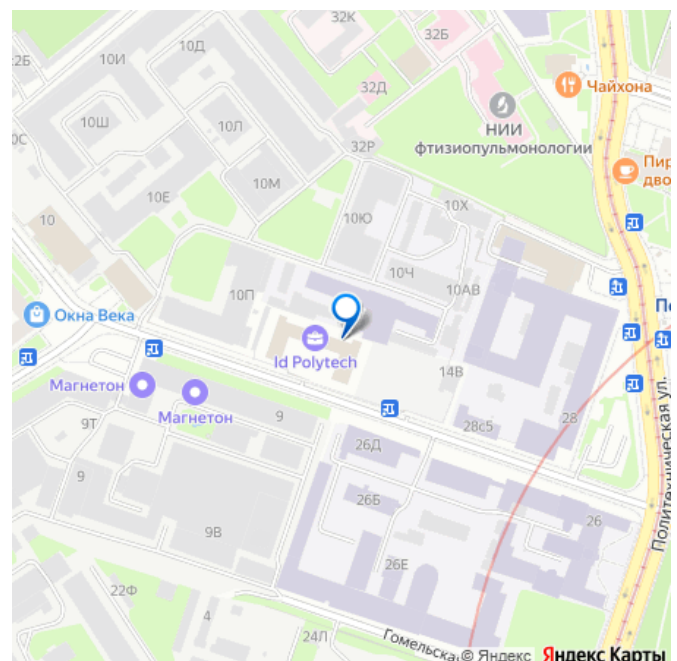 32К
32Б
22Б
10И
10Д
32Д
Чайхона
10Ш
НИИ
фтизиопульмонологии
10С
10Л
32Р
Пир
дво
10М
10Е
10Х
10
10Ю
10Ч
10П
10АВ
Окна Века
По
Id Polytech
14В
Магнетон
Магнетон
9Т
9
28с5
28
26Д
9
26Б
26
9В
26Е
22Ф
4
24Л
Политехническая ул.
Гомельская
© Яндекс Яндекс Карты